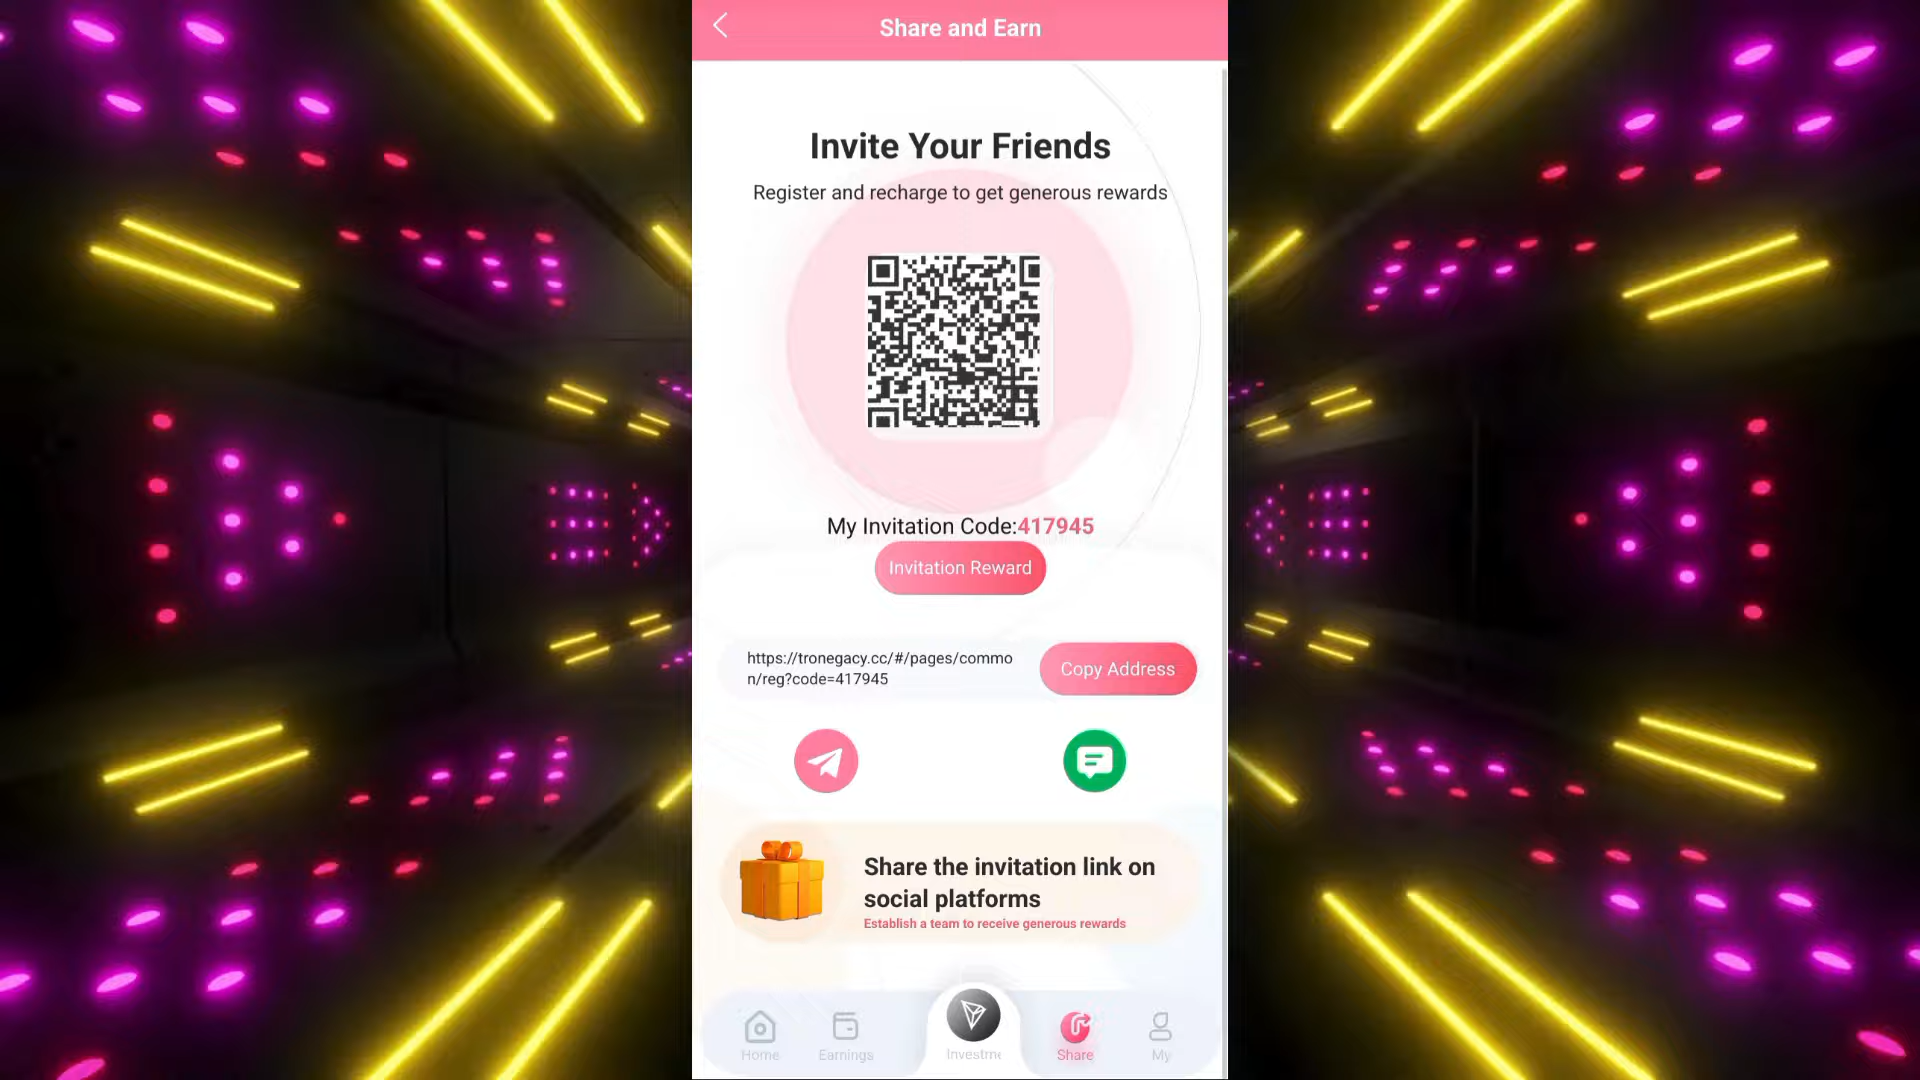 Share and Earn
Invite Your Friends
Register and recharge to get generous rewards
My Invitation Code:417945
Invitation Reward
https://tronegacy.cc/#/pages/commo
n/reg?code=417945
Copy Address
Share the invitation link on
social platforms
Establish a team to receive generous rewards
Home
Earnings
Investme
Share
My